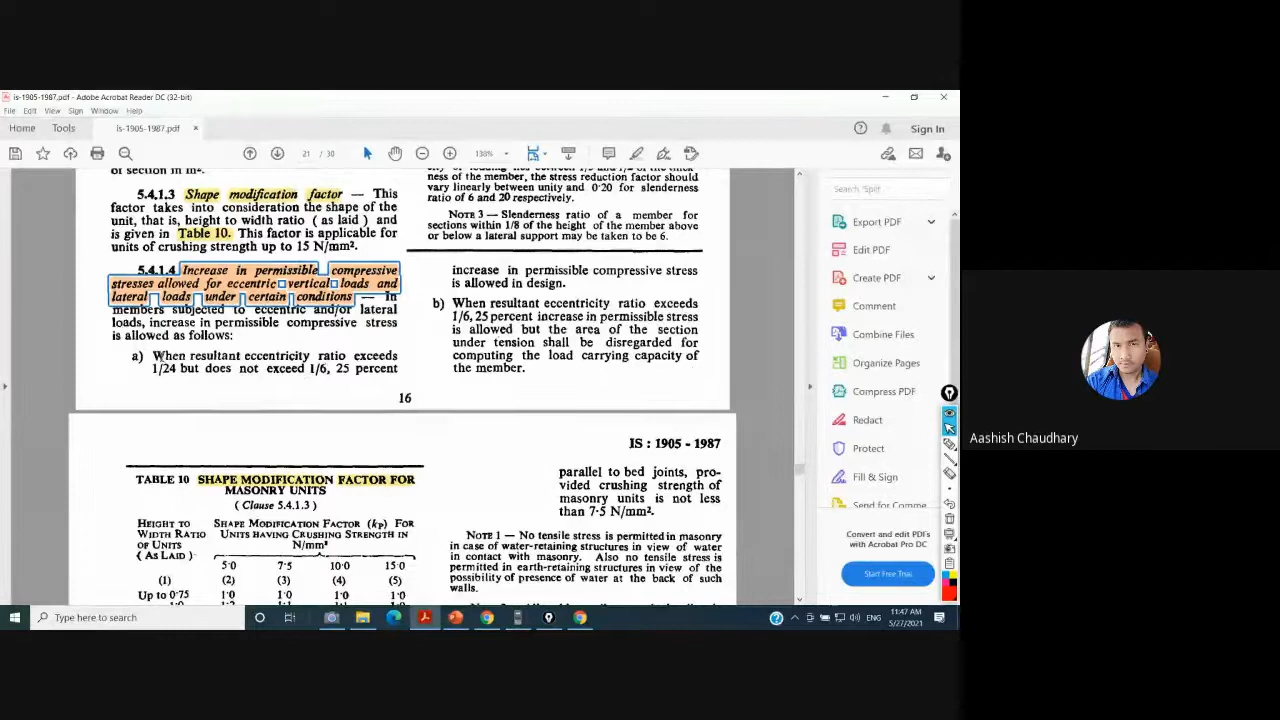 is-1905-1987.pdf - Adobe Acrobat Reader DC (32-bit)
File Edit View Sign Window Help
Home Tools is-1905-1987.pdf × Sign In
21 / 30 138%
of section in m².
5.4.1.3 Shape modification factor — This
factor takes into consideration the shape of the
unit, that is, height to width ratio ( as laid ) and
is given in Table 10. This factor is applicable for
units of crushing strength up to 15 N/mm².
5.4.1.4 Increase in permissible compressive
stresses allowed for eccentric vertical loads and
lateral loads under certain conditions — In
members subjected to eccentric and/or lateral
loads, increase in permissible compressive stress
is allowed as follows:
a) When resultant eccentricity ratio exceeds
1/24 but does not exceed 1/6, 25 percent
ness of the member, the stress reduction factor should
vary linearly between unity and 0·20 for slenderness
ratio of 6 and 20 respectively.
NOTE 3 — Slenderness ratio of a member for
sections within 1/8 of the height of the member above
or below a lateral support may be taken to be 6.
increase in permissible compressive stress
is allowed in design.
b) When resultant eccentricity ratio exceeds
1/6, 25 percent increase in permissible stress
is allowed but the area of the section
under tension shall be disregarded for
computing the load carrying capacity of
the member.
16
IS : 1905 - 1987
TABLE 10 SHAPE MODIFICATION FACTOR FOR
MASONRY UNITS
( Clause 5.4.1.3 )
HEIGHT TO
WIDTH RATIO
OF UNITS
( AS LAID )
SHAPE MODIFICATION FACTOR (kp) FOR
UNITS HAVING CRUSHING STRENGTH IN
N/mm²
5·0 7·5 10·0 15·0
(1) (2) (3) (4) (5)
Up to 0·75 1·0 1·0 1·0 1·0
parallel to bed joints, pro-
vided crushing strength of
masonry units is not less
than 7·5 N/mm².
NOTE 1 — No tensile stress is permitted in masonry
in case of water-retaining structures in view of water
in contact with masonry. Also no tensile stress is
permitted in earth-retaining structures in view of the
possibility of presence of water at the back of such
walls.
Search 'Split'
Export PDF
Edit PDF
Create PDF
Comment
Combine Files
Organize Pages
Compress PDF
Redact
Protect
Fill & Sign
Send for Comme
Convert and edit PDFs
with Acrobat Pro DC
Start Free Trial
Aashish Chaudhary
Type here to search
ENG
11:47 AM
5/27/2021